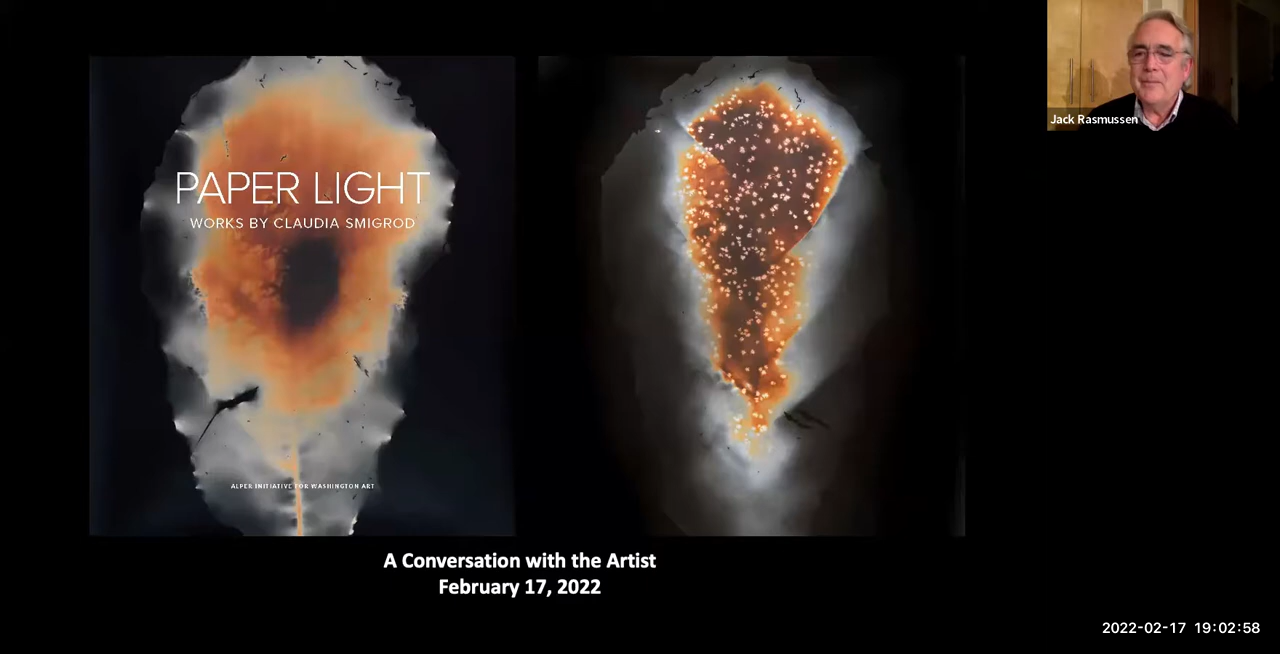 PAPER LIGHT
WORKS BY CLAUDIA SMIGROD
ALPER INITIATIVE FOR WASHINGTON ART
Jack Rasmussen
A Conversation with the Artist
February 17, 2022
2022-02-17 19:02:58